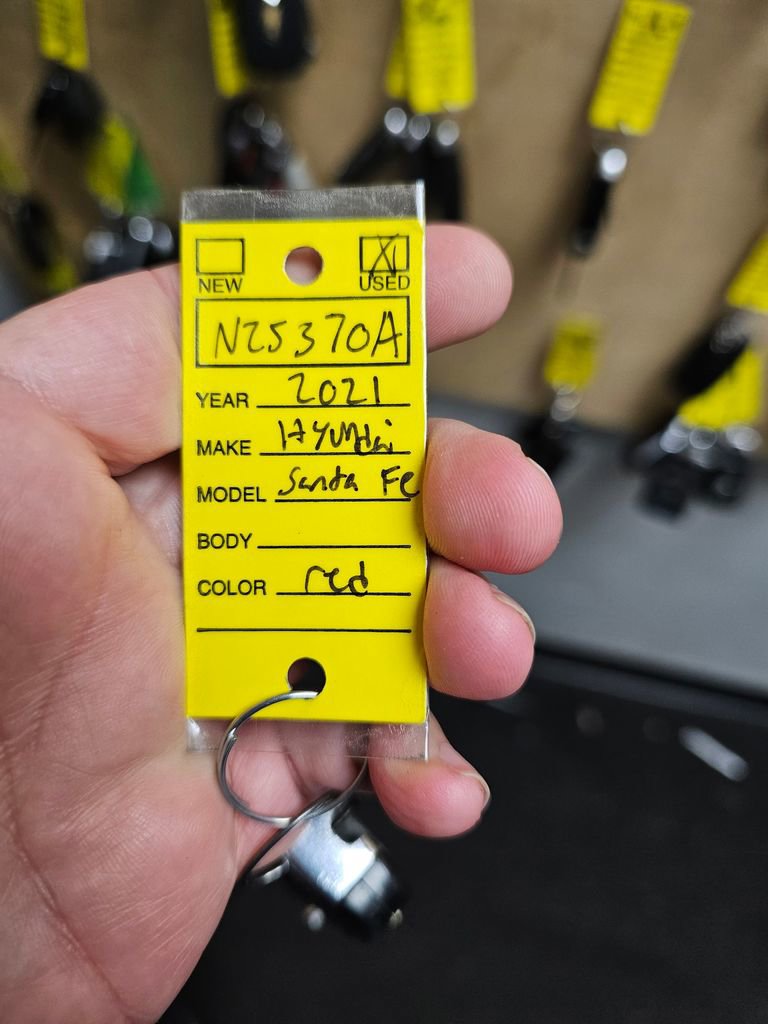 NEW USED
N25370A
YEAR 2021
MAKE Hyundai
MODEL Santa Fe
BODY
COLOR red